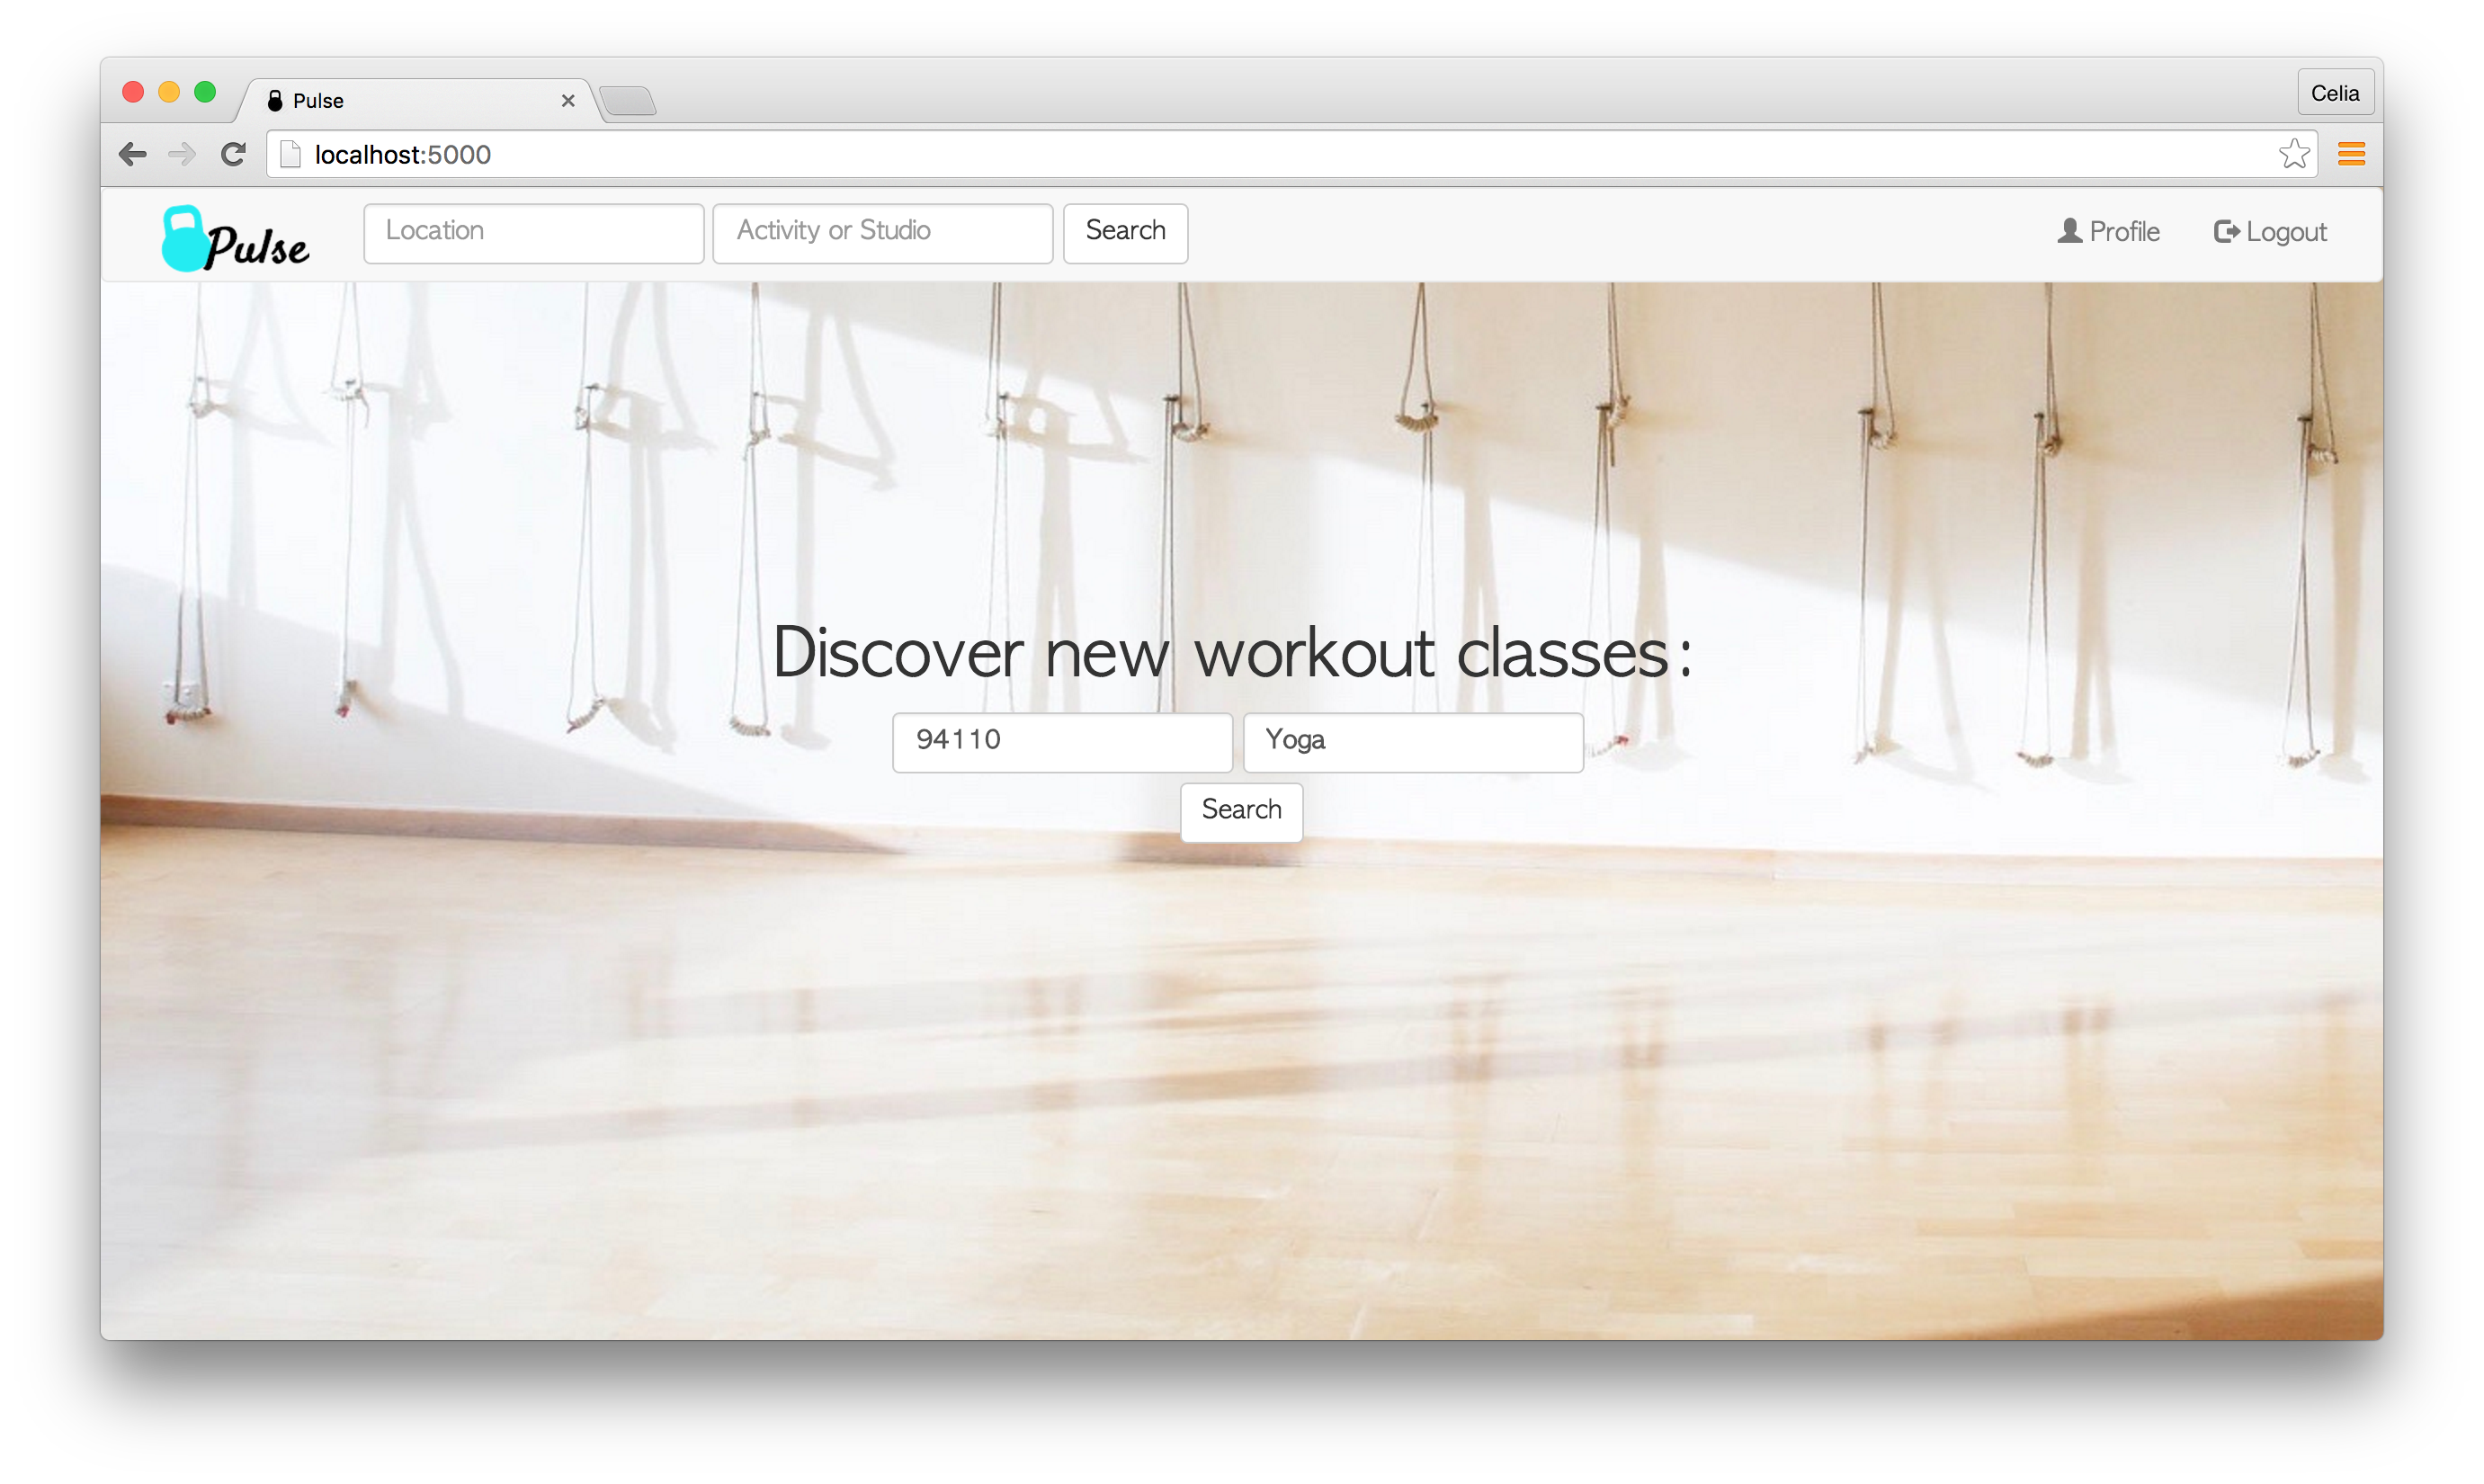 Pulse
Celia
localhost:5000
Pulse
Location Activity or Studio Search
Profile Logout
Discover new workout classes:
94110 Yoga
Search